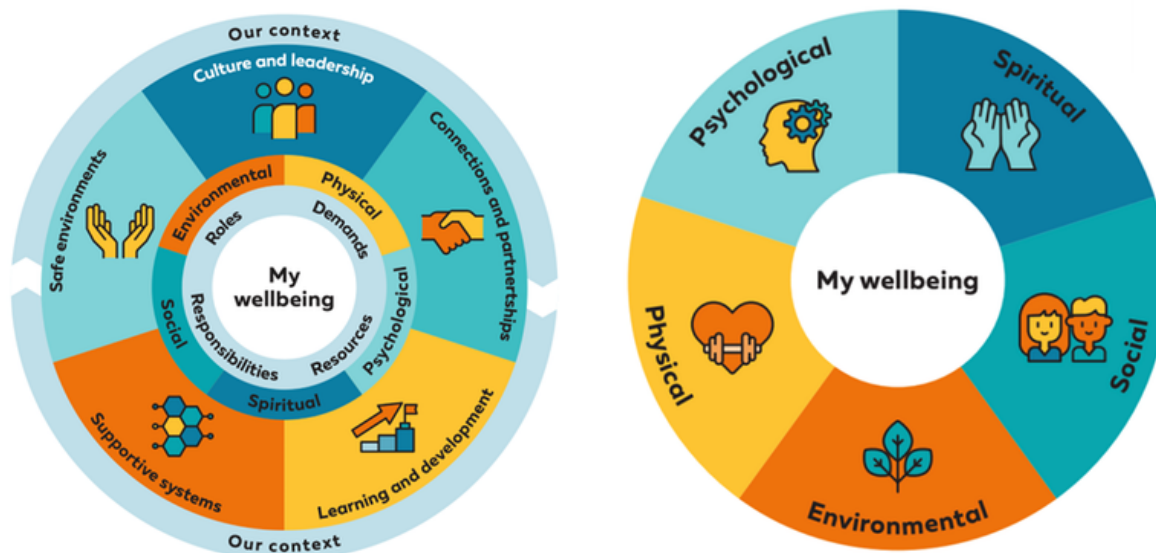 Our context
Culture and leadership
Connections and partnertships
Learning and development
Supportive systems
Safe environments
Environmental
Physical
Psychological
Spiritual
Social
Roles
Demands
Resources
Responsibilities
My
wellbeing
Our context
Psychological
Spiritual
Social
Environmental
Physical
My wellbeing